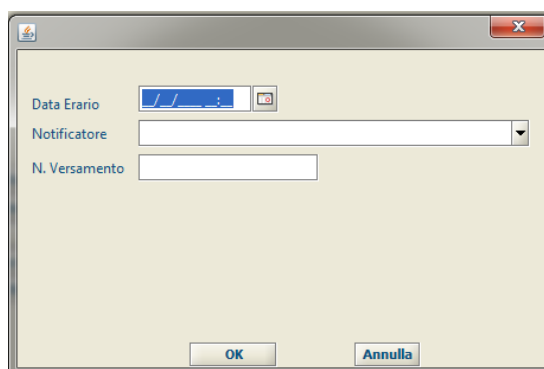 x
Data Erario __/__/____ __:__
Notificatore
N. Versamento
OK Annulla